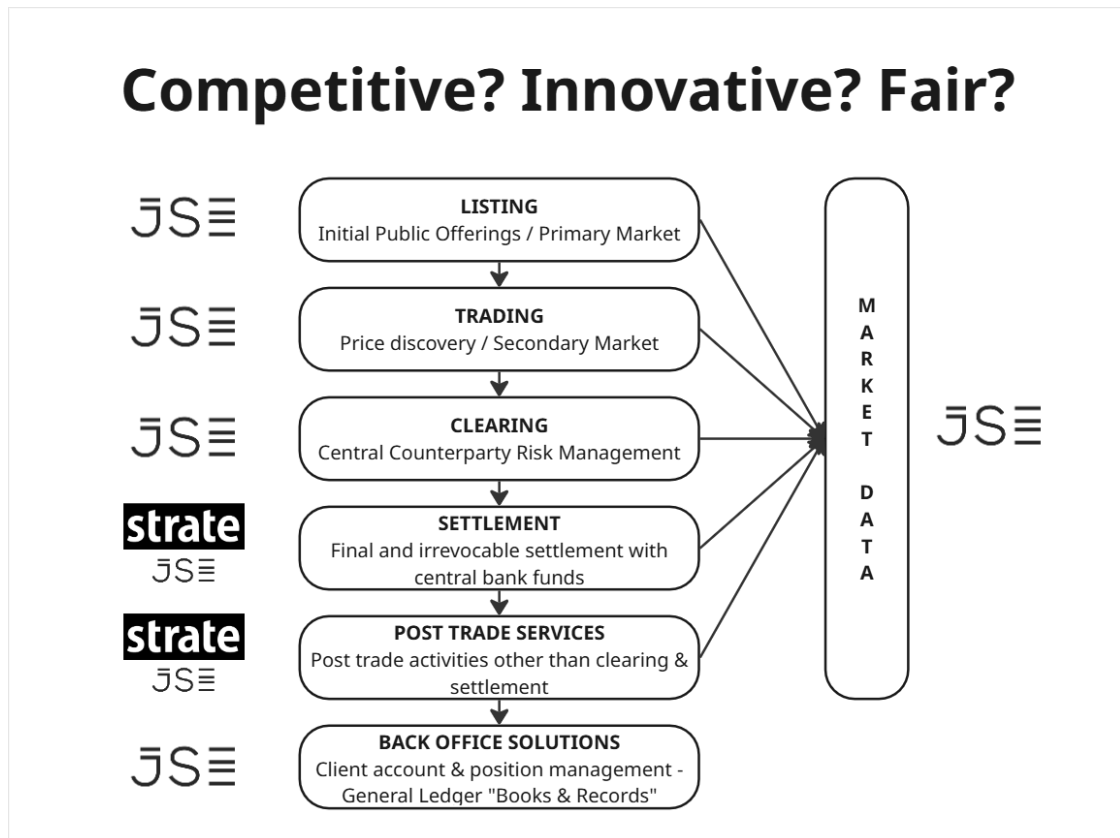 Competitive? Innovative? Fair?
JSE
LISTING
Initial Public Offerings / Primary Market
JSE
TRADING
Price discovery / Secondary Market
JSE
CLEARING
Central Counterparty Risk Management
strate
JSE
SETTLEMENT
Final and irrevocable settlement with
central bank funds
strate
JSE
POST TRADE SERVICES
Post trade activities other than clearing &
settlement
JSE
BACK OFFICE SOLUTIONS
Client account & position management -
General Ledger "Books & Records"
MARKET DATA
JSE